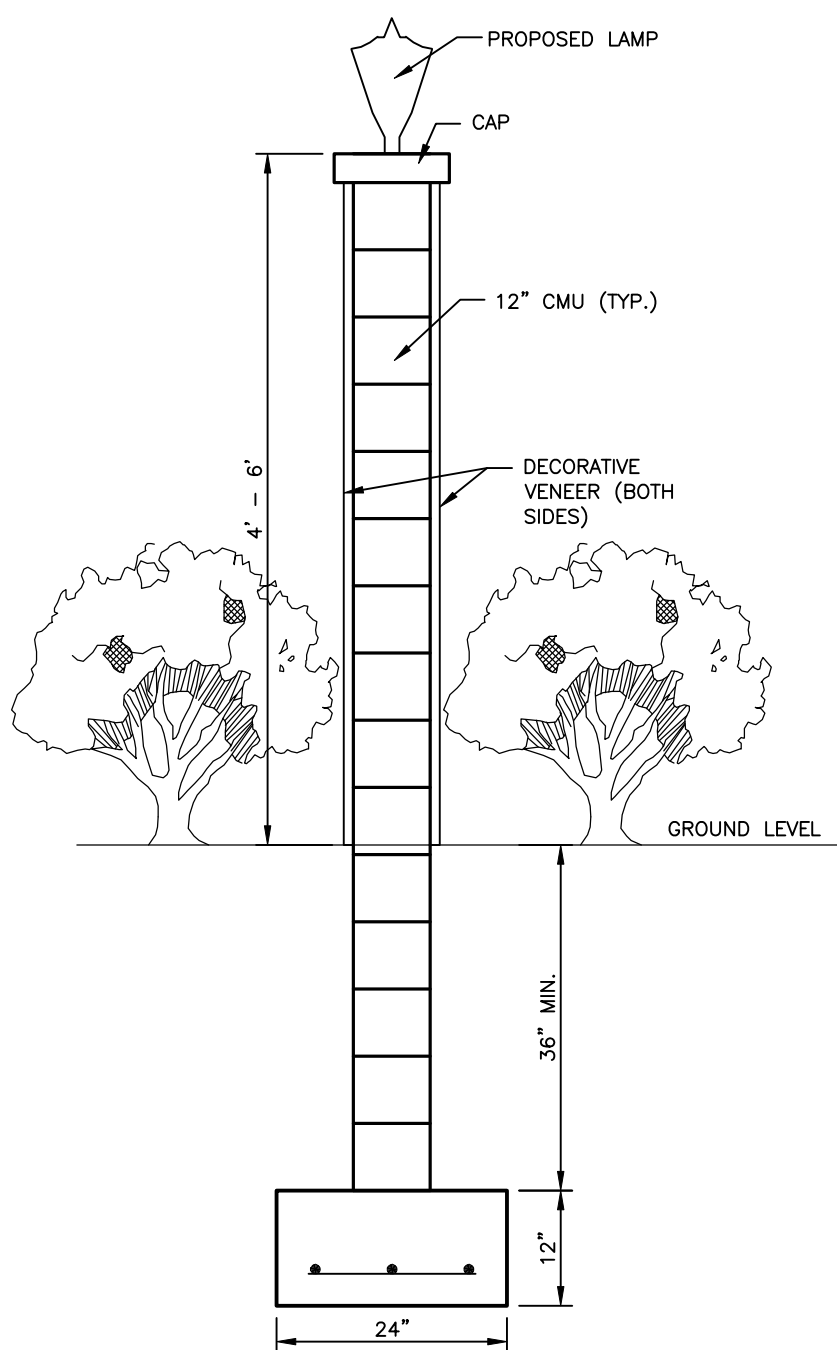 PROPOSED LAMP
CAP
12" CMU (TYP.)
4' - 6'
DECORATIVE
VENEER (BOTH
SIDES)
GROUND LEVEL
36" MIN.
12"
24"